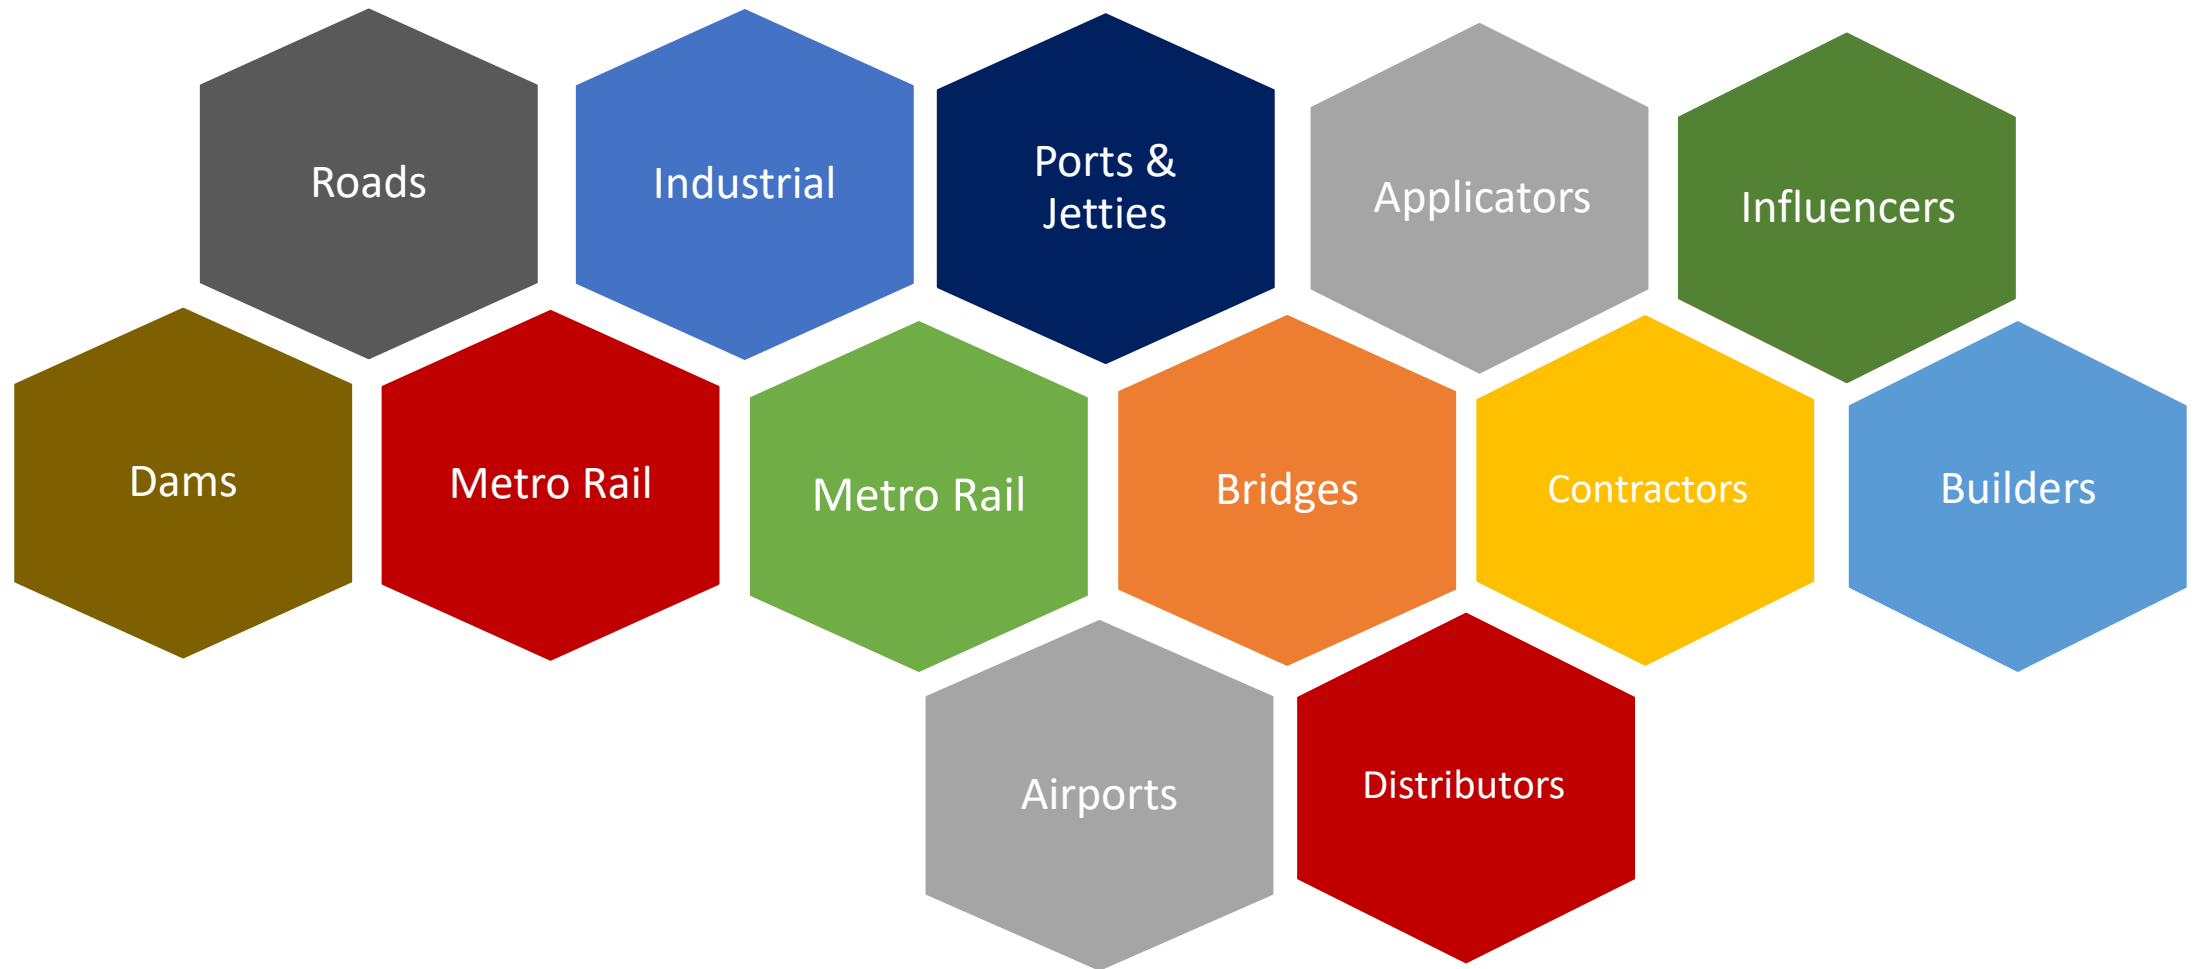 Roads
Industrial
Ports &
Jetties
Applicators
Influencers
Dams
Metro Rail
Metro Rail
Bridges
Contractors
Builders
Airports
Distributors